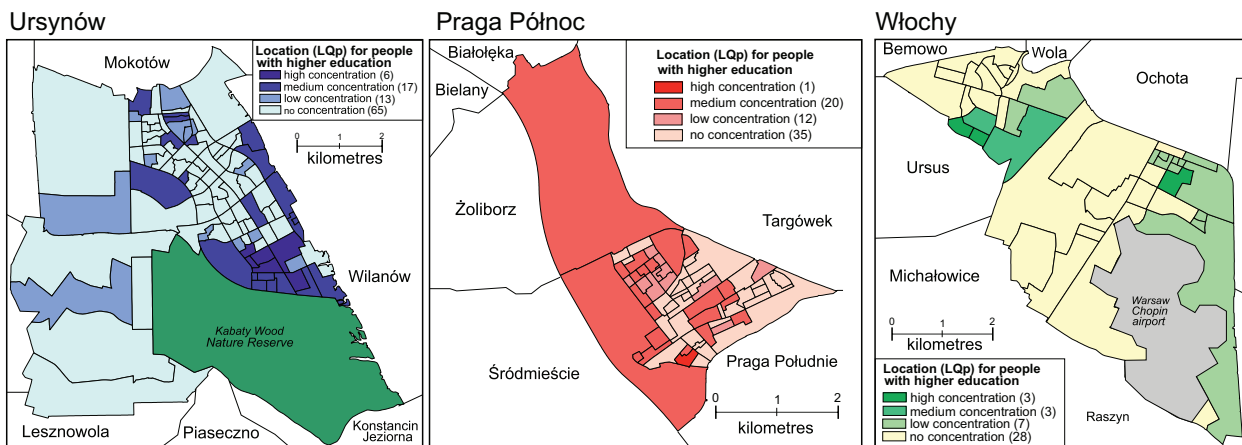 Ursynów
Location (LQp) for people
with higher education
high concentration (6)
medium concentration (17)
low concentration (13)
no concentration (65)
0 1 2
kilometres
Mokotów
Wilanów
Kabaty Wood
Nature Reserve
Lesznowola
Piaseczno
Konstancin
Jeziorna
Praga Północ
Location (LQp) for people
with higher education
high concentration (1)
medium concentration (20)
low concentration (12)
no concentration (35)
Białołęka
Bielany
Żoliborz
Targówek
Śródmieście
Praga Południe
0 1 2
kilometres
Włochy
Bemowo
Wola
Ochota
Ursus
Michałowice
Warsaw
Chopin
airport
0 1 2
kilometres
Location (LQp) for people
with higher education
high concentration (3)
medium concentration (3)
low concentration (7)
no concentration (28)
Raszyn